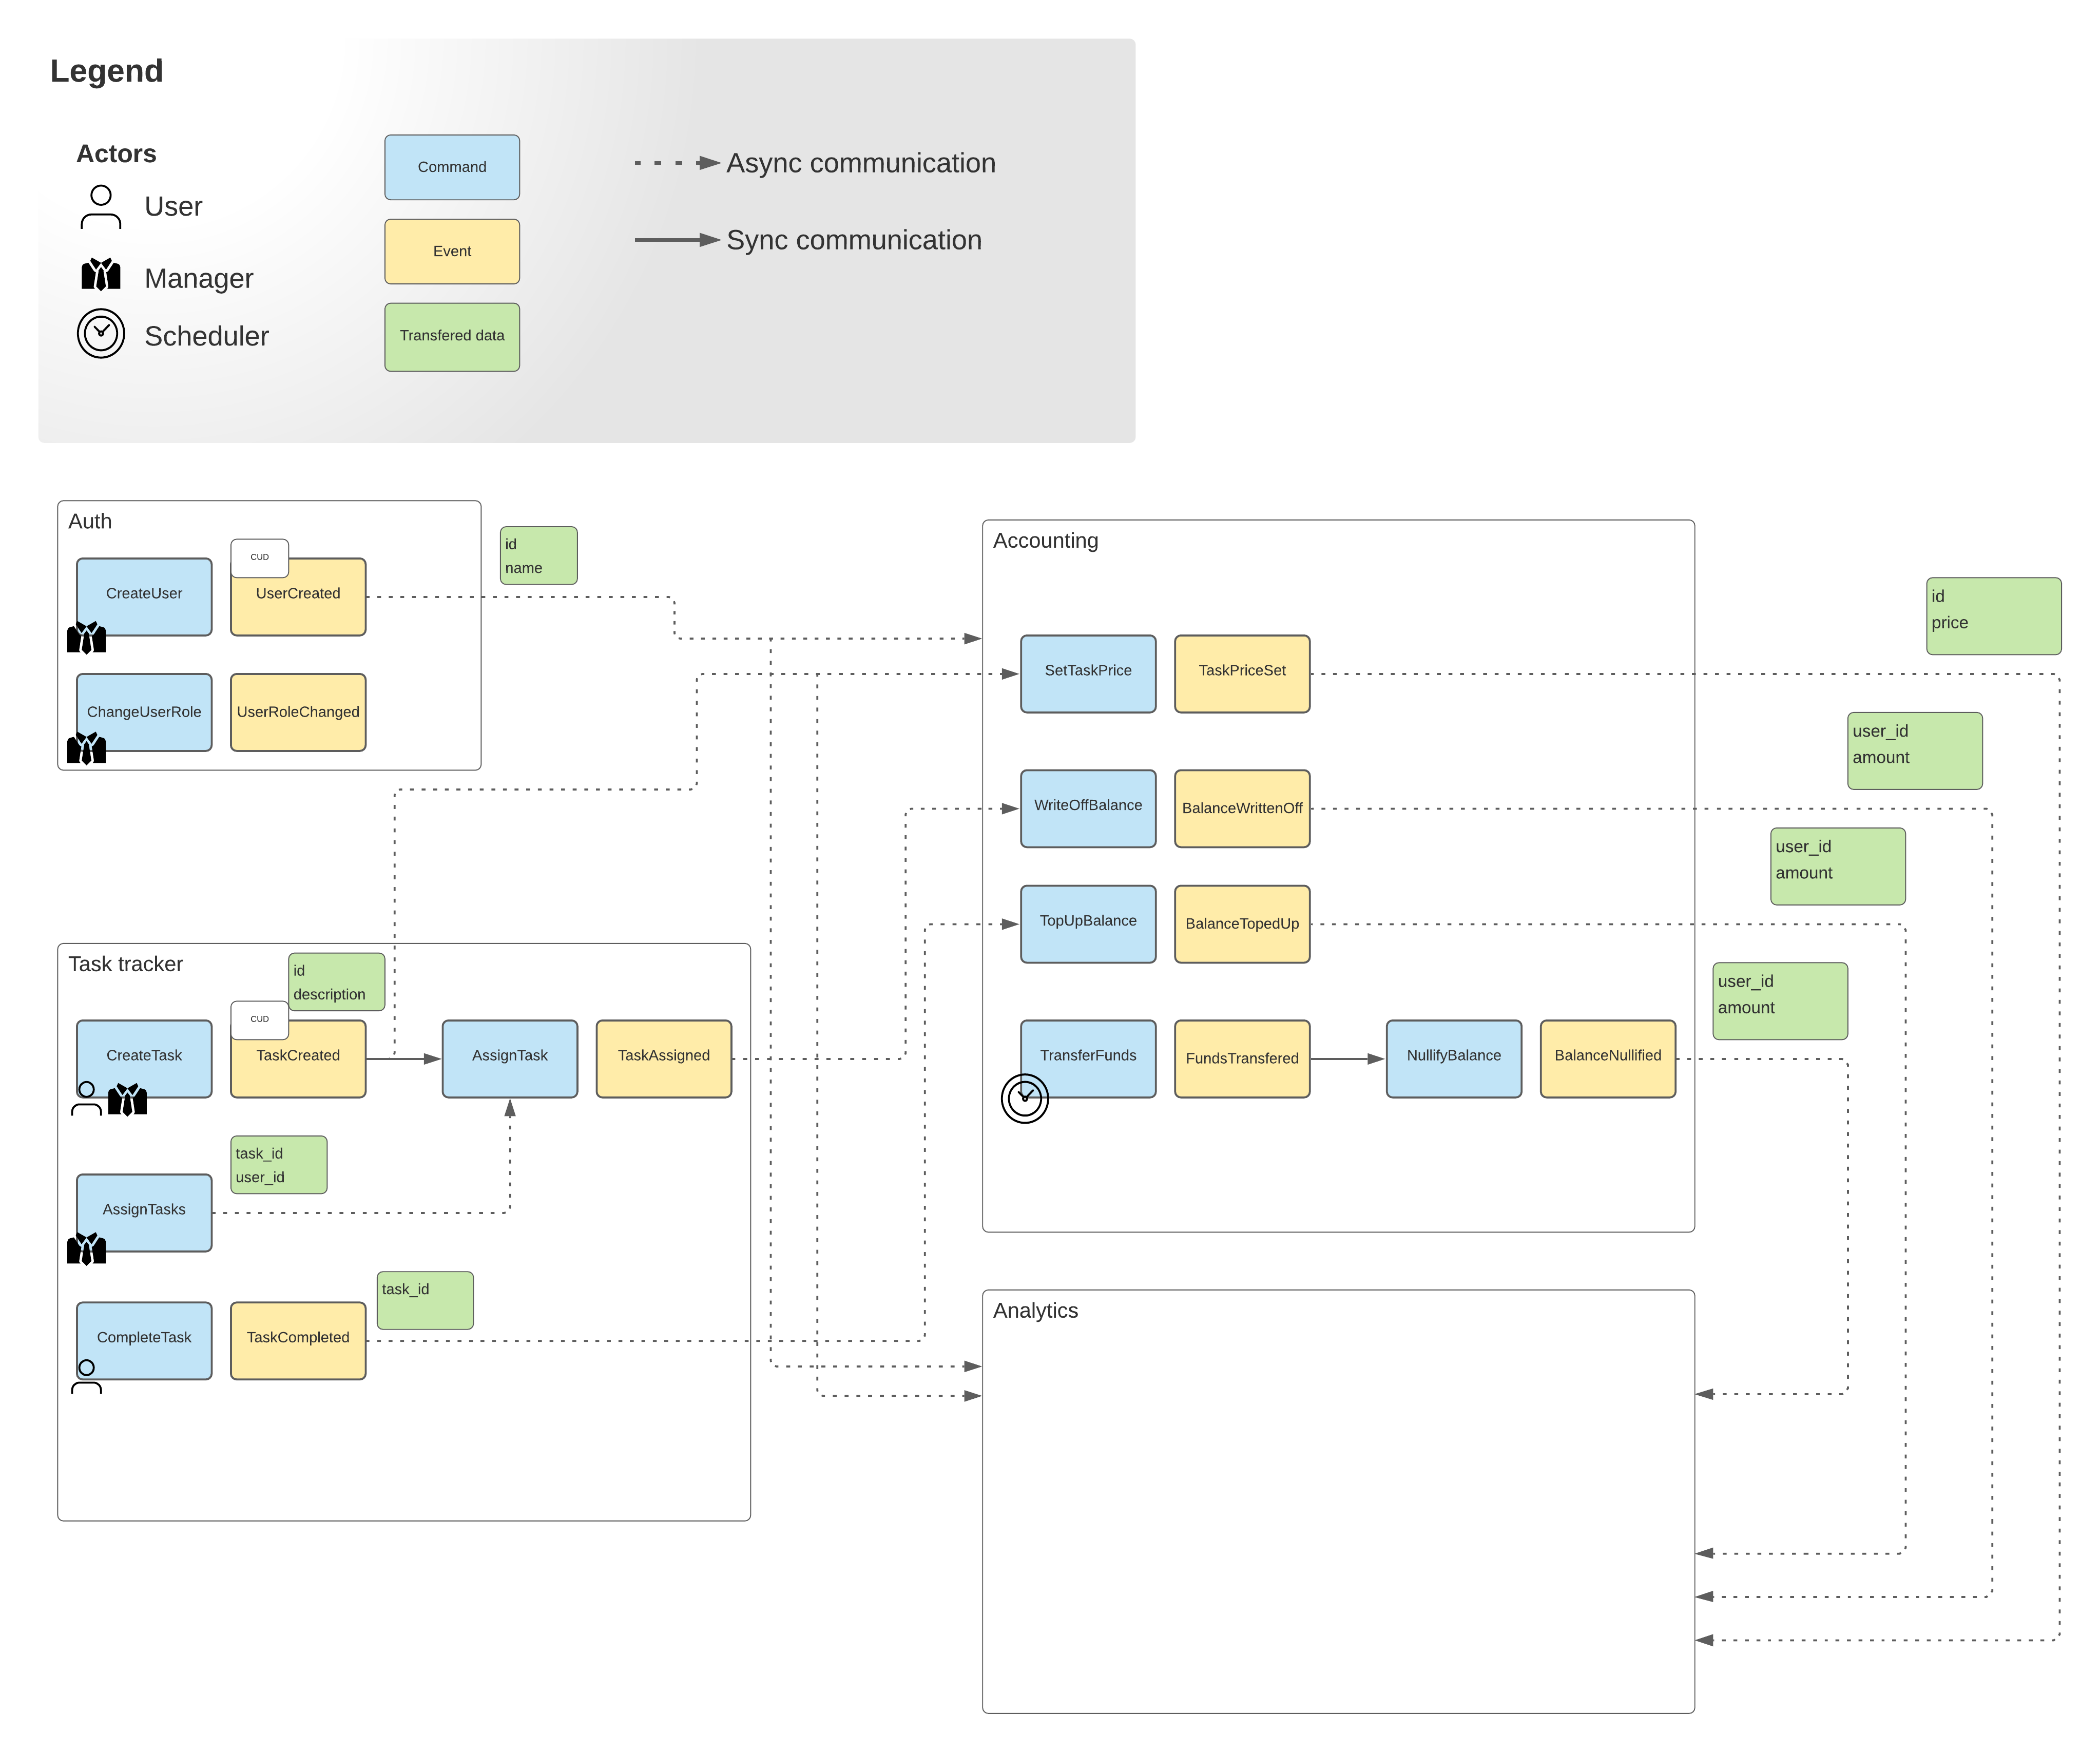 Legend
Actors
User
Manager
Scheduler
Command
Event
Transfered data
Async communication
Sync communication
Auth
CreateUser
CUD
UserCreated
id
name
ChangeUserRole
UserRoleChanged
Task tracker
id
description
CreateTask
CUD
TaskCreated
AssignTask
TaskAssigned
task_id
user_id
AssignTasks
task_id
CompleteTask
TaskCompleted
Accounting
SetTaskPrice
TaskPriceSet
id
price
WriteOffBalance
BalanceWrittenOff
user_id
amount
TopUpBalance
BalanceTopedUp
user_id
amount
TransferFunds
FundsTransfered
NullifyBalance
BalanceNullified
user_id
amount
Analytics